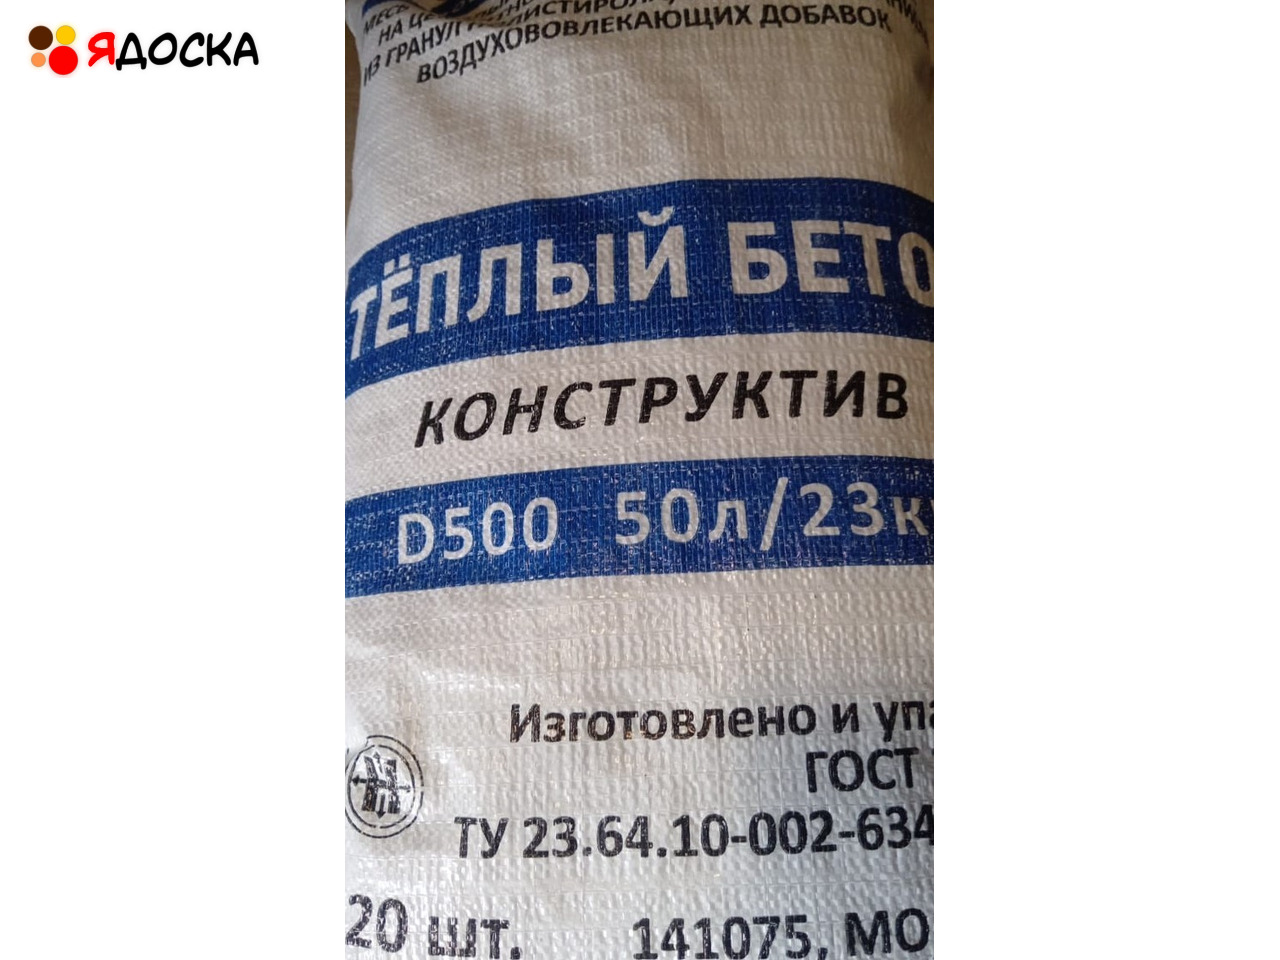 ЯДОСКА
НА
ИЗ ГРАНУЛ
ВОЗДУХОВОВЛЕКАЮЩИХ ДОБАВОК
ТЁПЛЫЙ БЕТО
КОНСТРУКТИВ
D500 50л/23к
Изготовлено и упа
ГОСТ
ТУ 23.64.10-002-634
20 шт. 141075, МО